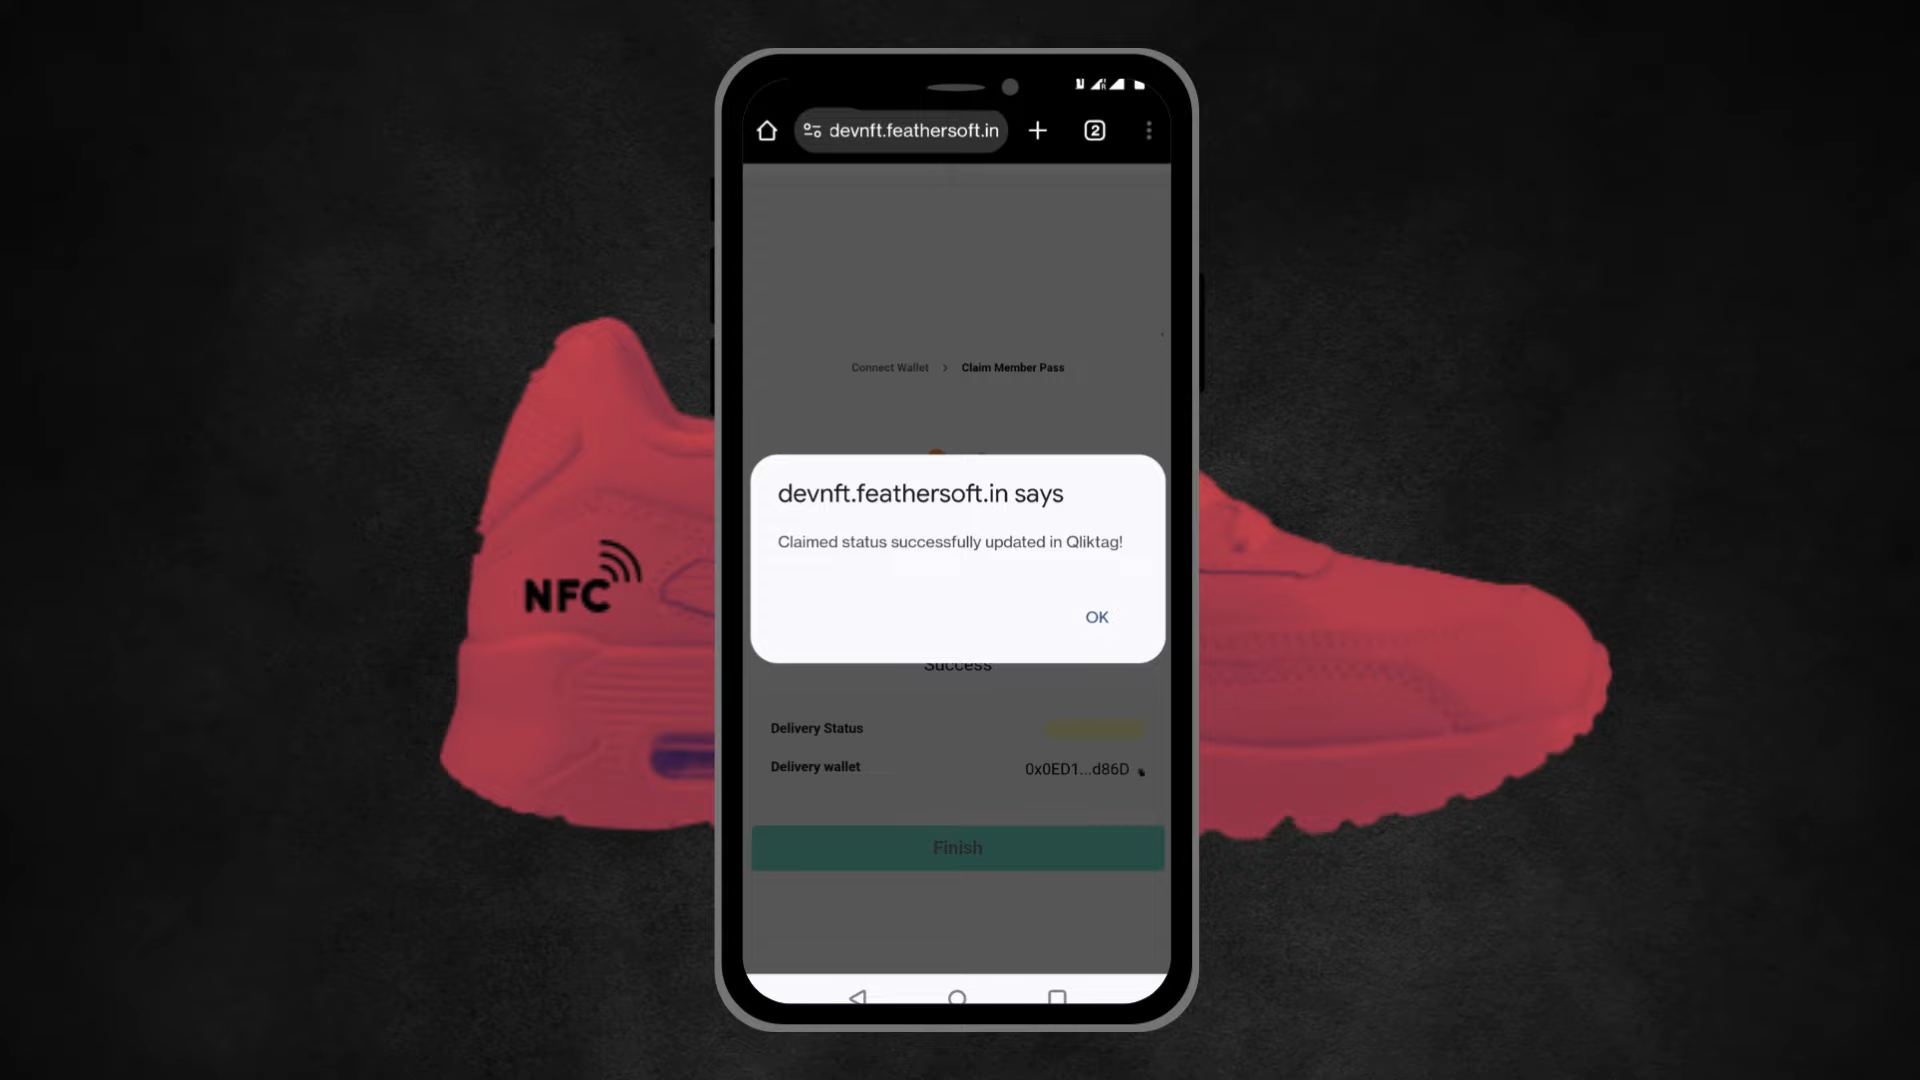 devnft.feathersoft.in
2
Connect Wallet > Claim Member Pass
devnft.feathersoft.in says
Claimed status successfully updated in Qliktag!
OK
Success
Delivery Status
Delivery wallet 0x0ED1...d86D
Finish
NFC